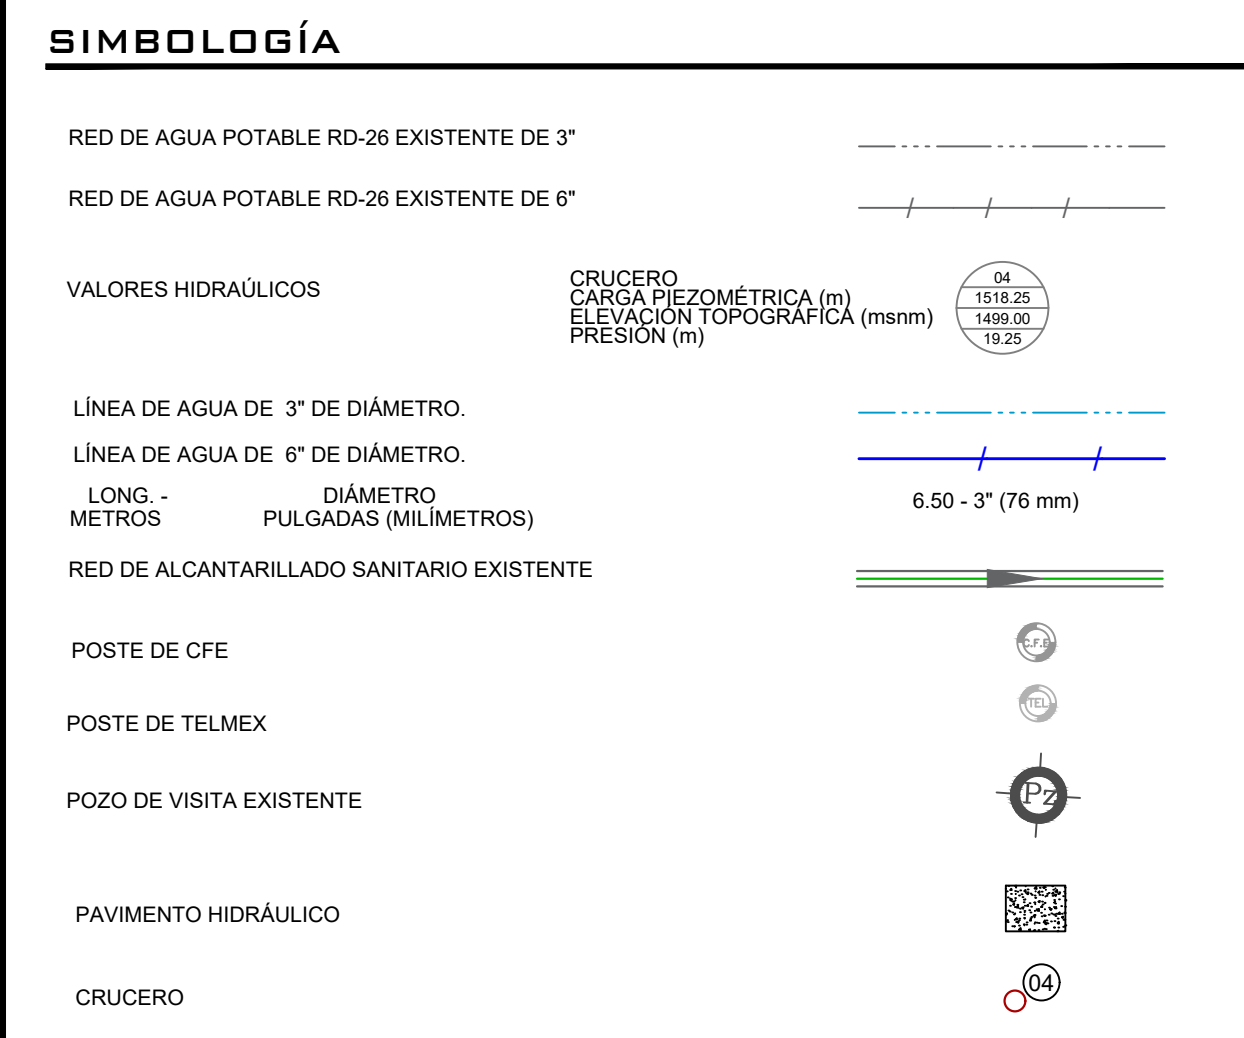 SIMBOLOGÍA
RED DE AGUA POTABLE RD-26 EXISTENTE DE 3"
RED DE AGUA POTABLE RD-26 EXISTENTE DE 6"
VALORES HIDRAÚLICOS
CRUCERO
CARGA PIEZOMÉTRICA (m)
ELEVACIÓN TOPOGRÁFICA (msnm)
PRESIÓN (m)
04
1518.25
1499.00
19.25
LÍNEA DE AGUA DE  3" DE DIÁMETRO.
LÍNEA DE AGUA DE  6" DE DIÁMETRO.
LONG. - DIÁMETRO
METROS PULGADAS (MILÍMETROS)
6.50 - 3" (76 mm)
RED DE ALCANTARILLADO SANITARIO EXISTENTE
POSTE DE CFE
C.F.E
POSTE DE TELMEX
TEL
POZO DE VISITA EXISTENTE
Pz
PAVIMENTO HIDRÁULICO
CRUCERO
04